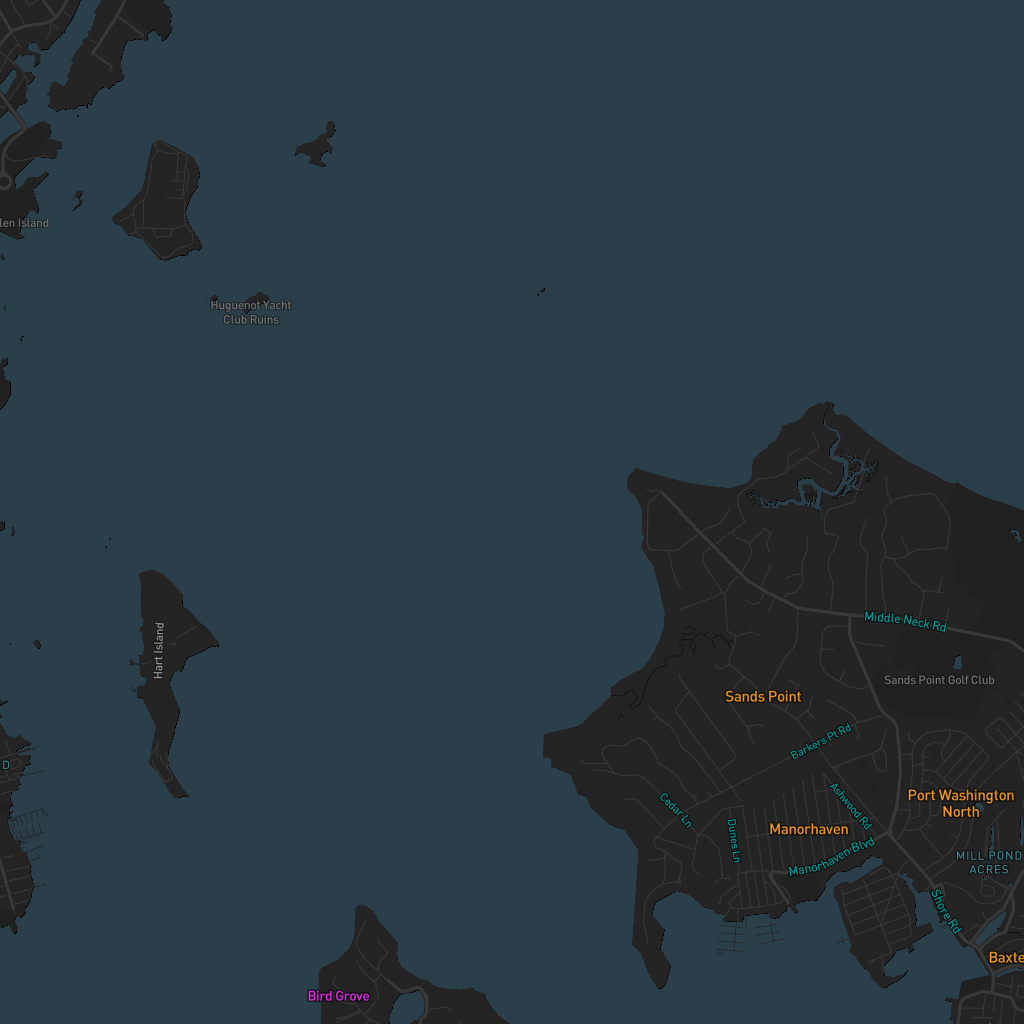 len Island
Huguenot Yacht
Club Ruins
Hart Island
Middle Neck Rd
Sands Point Golf Club
Sands Point
Barkers Pt Rd
D
Cedar Ln
Ashwood Rd
Port Washington
North
Dunes Ln
Manorhaven
Manorhaven Blvd
MILL POND
ACRES
Shore Rd
Baxte
Bird Grove